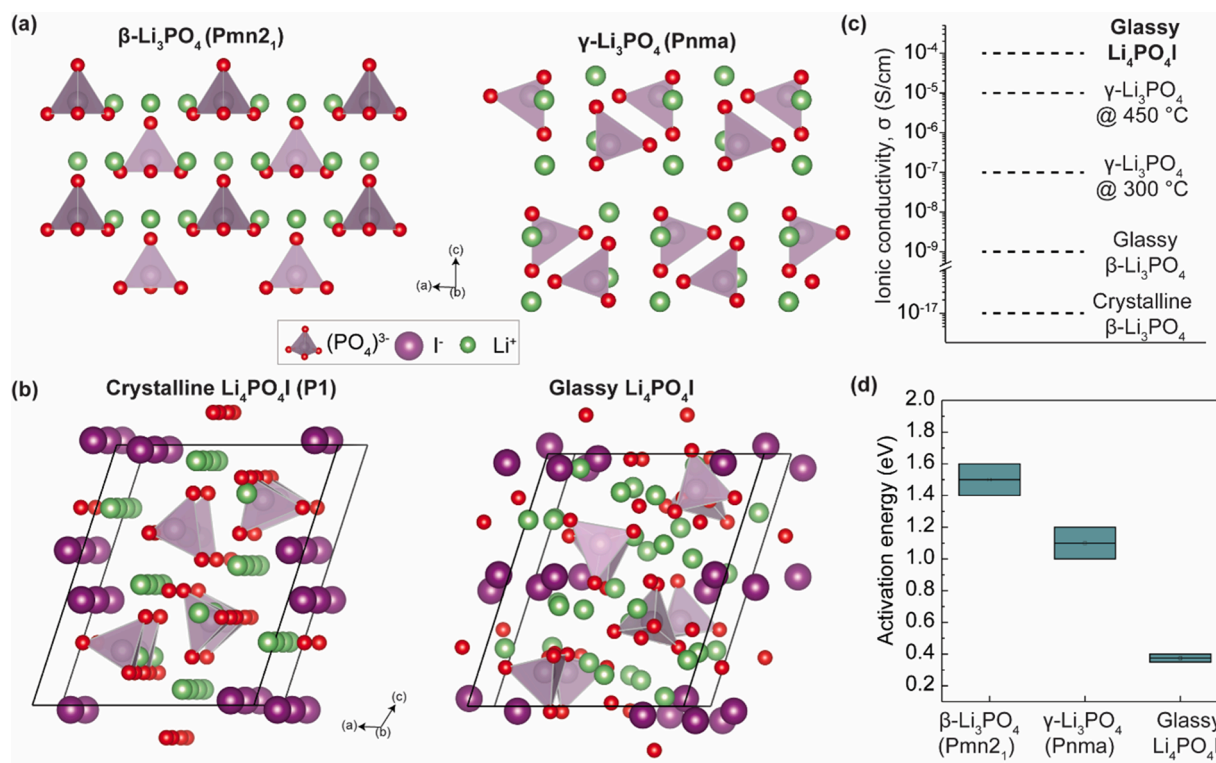 (a)
β-Li₃PO₄ (Pmn2₁)
γ-Li₃PO₄ (Pnma)
(c)
(a)
(b)
(PO₄)³⁻
I⁻
Li⁺
(b)
Crystalline Li₄PO₄I (P1)
Glassy Li₄PO₄I
(c)
(a)
(b)
(c)
Ionic conductivity, σ (S/cm)
10⁻⁴
10⁻⁵
10⁻⁶
10⁻⁷
10⁻⁸
10⁻⁹
10⁻¹⁷
Glassy
Li₄PO₄I
γ-Li₃PO₄
@ 450 °C
γ-Li₃PO₄
@ 300 °C
Glassy
β-Li₃PO₄
Crystalline
β-Li₃PO₄
(d)
Activation energy (eV)
2.0
1.8
1.6
1.4
1.2
1.0
0.8
0.6
0.4
0.2
β-Li₃PO₄
(Pmn2₁)
γ-Li₃PO₄
(Pnma)
Glassy
Li₄PO₄I